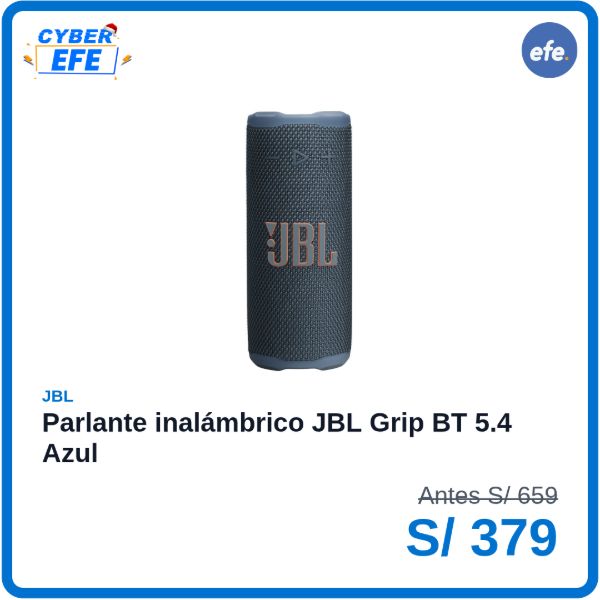 CYBER
EFE
efe.
JBL
JBL
Parlante inalámbrico JBL Grip BT 5.4
Azul
Antes S/ 659
S/ 379